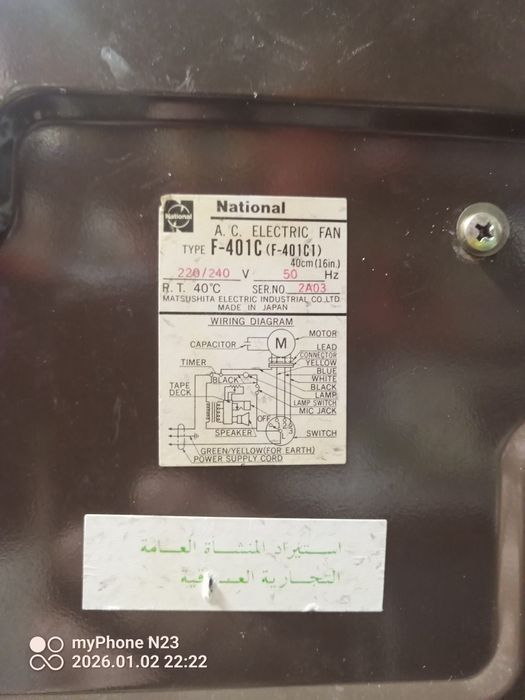 National
National
A.C. ELECTRIC FAN
TYPE F-401C (F-401C1)
40cm (16in.)
220/240 V 50 Hz
R.T. 40°C SER.NO. 2A03
MATSUSHITA ELECTRIC INDUSTRIAL CO.,LTD
MADE IN JAPAN
WIRING DIAGRAM
MOTOR
CAPACITOR
M
LEAD
CONNECTOR
TIMER
YELLOW
BLUE
BLACK
WHITE
TAPE
DECK
BLACK
LAMP
LAMP SWITCH
MIC JACK
OFF
SPEAKER
SWITCH
GREEN/YELLOW(FOR EARTH)
POWER SUPPLY CORD
استيراد المنشاة العامة
التجارية العراقية
myPhone N23
2026.01.02 22:22